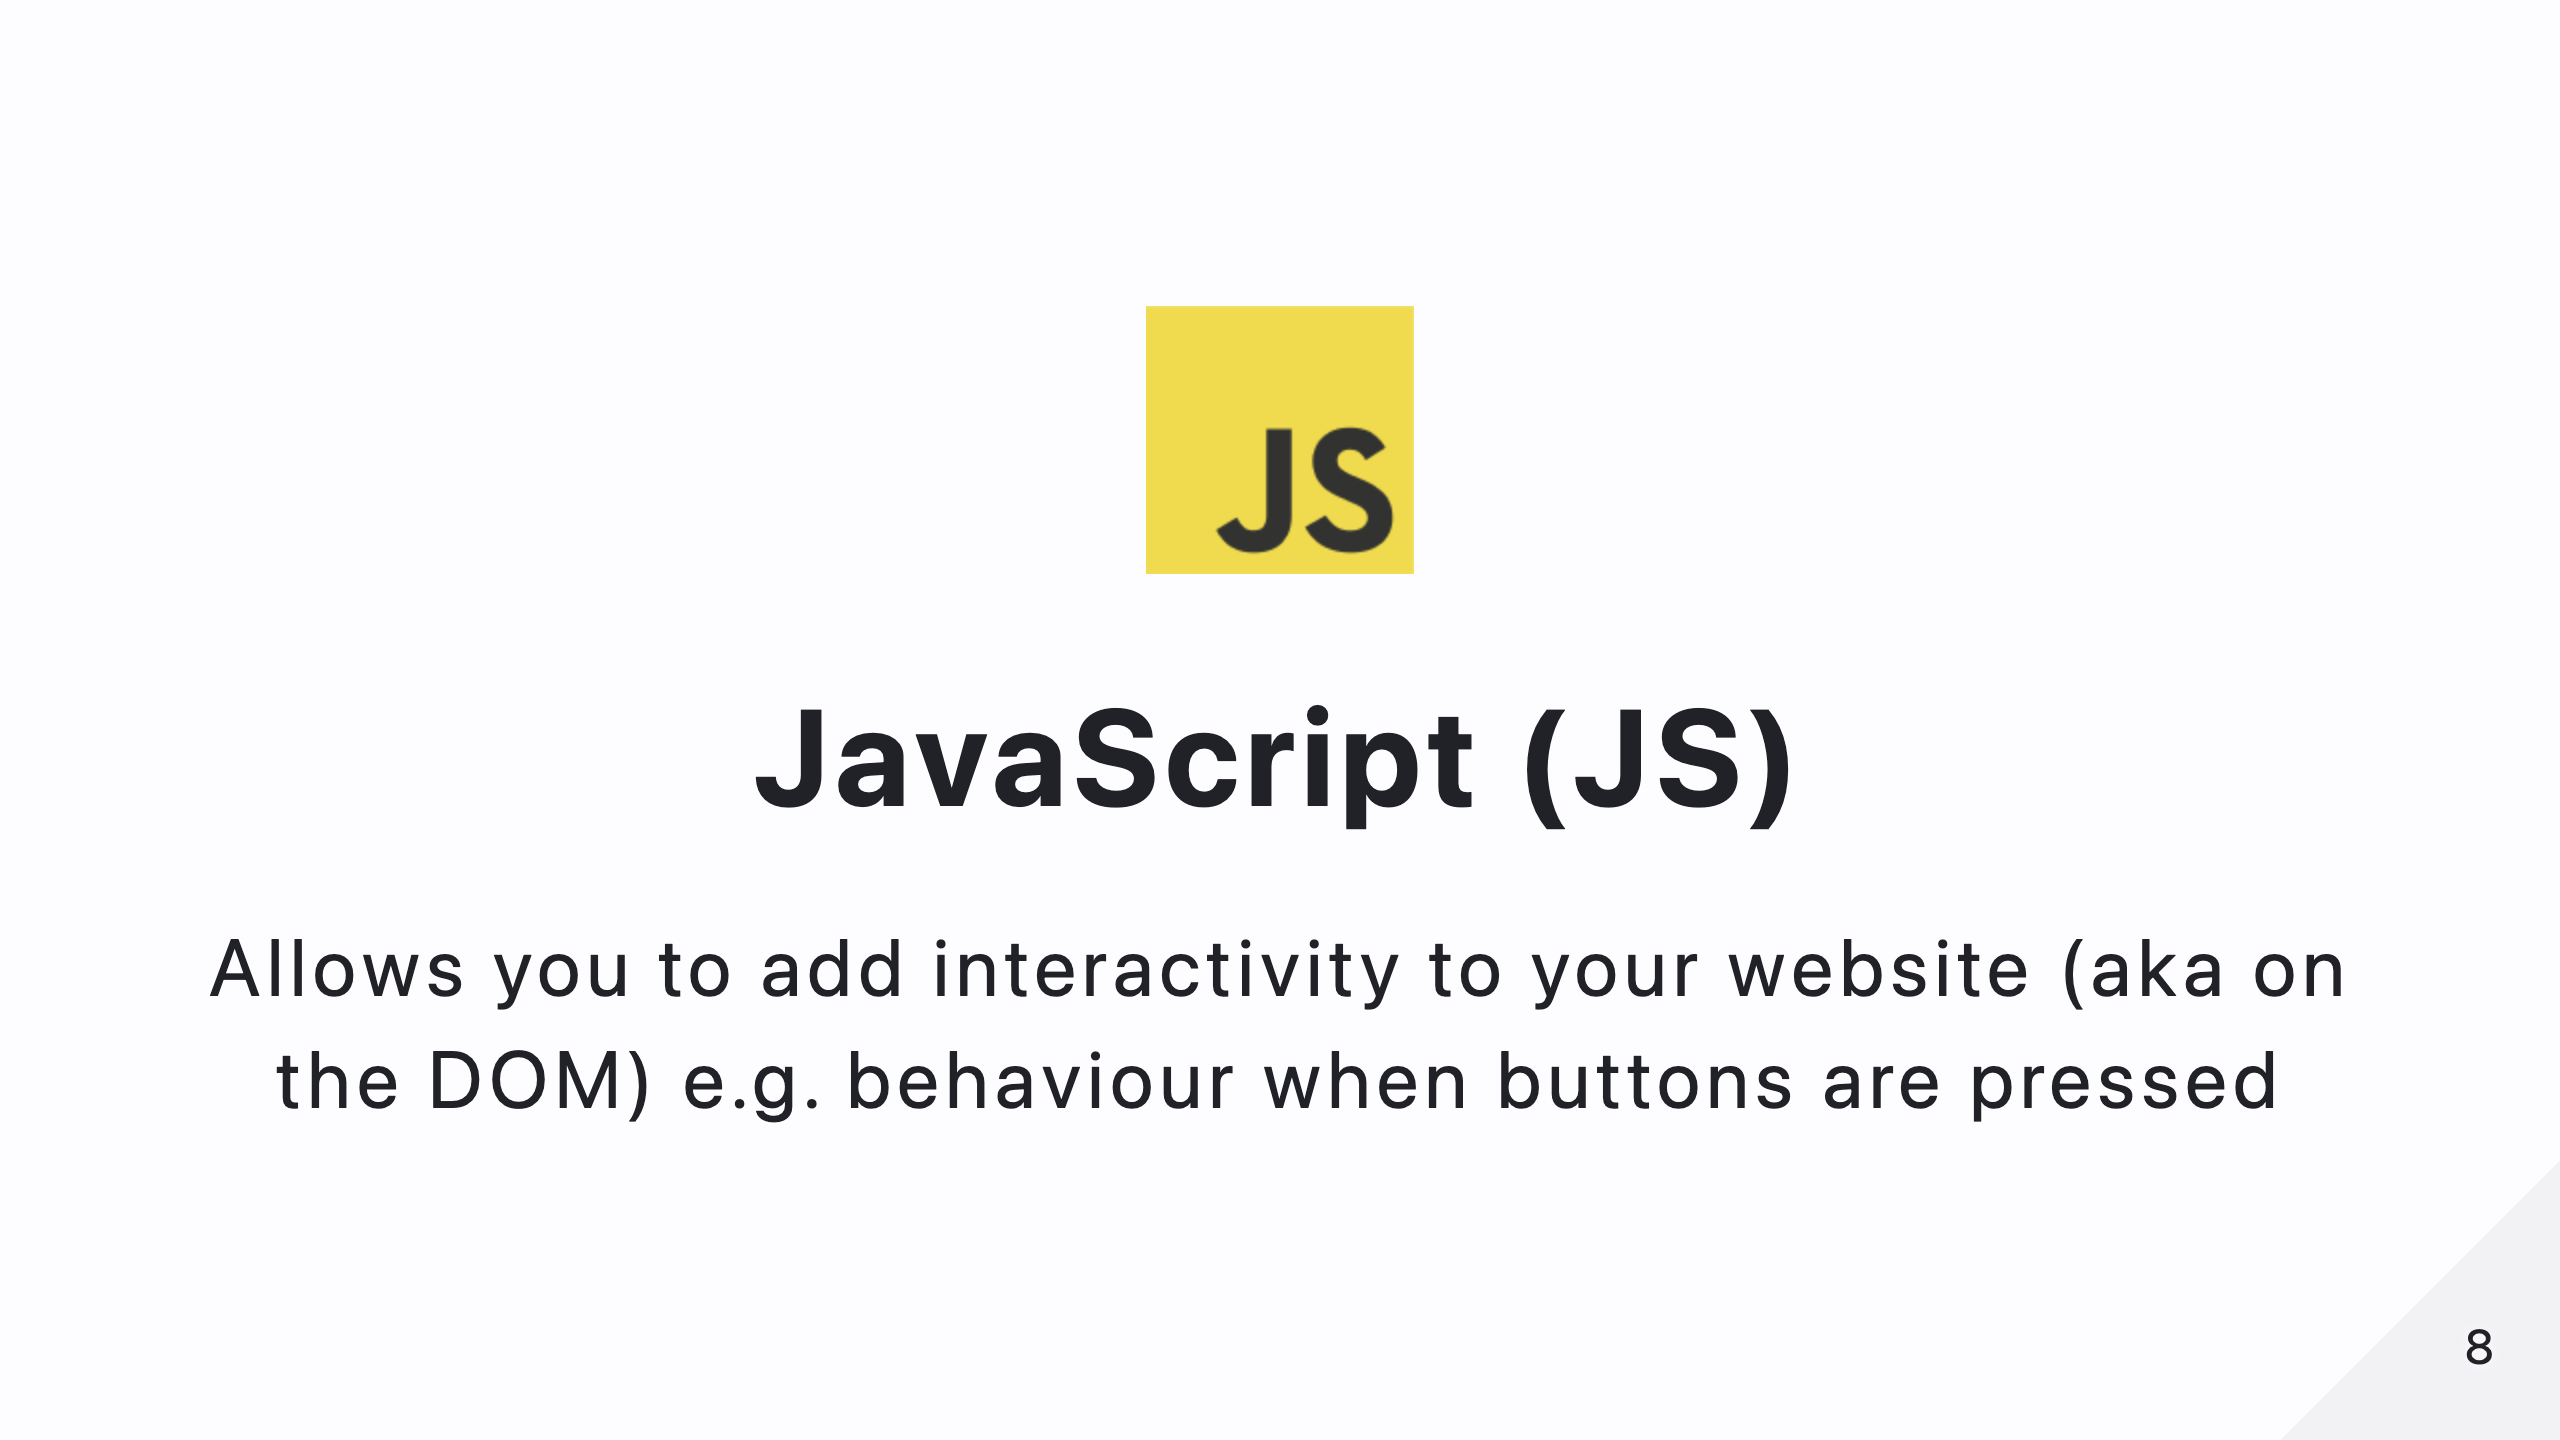 JS
JavaScript (JS)
Allows you to add interactivity to your website (aka on
the DOM) e.g. behaviour when buttons are pressed
8